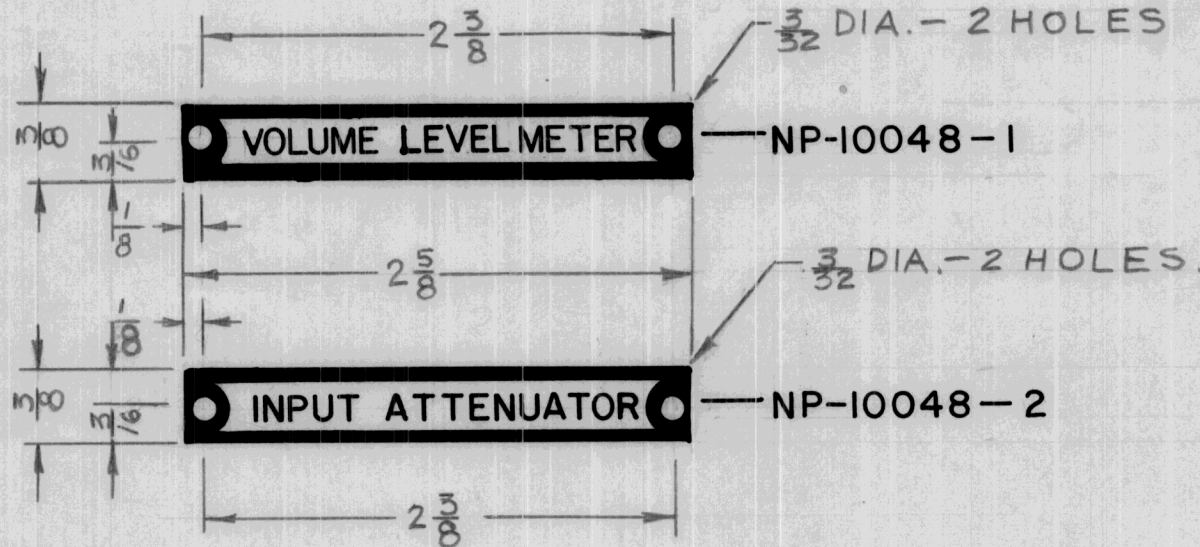 2 3/8
3/32 DIA. - 2 HOLES
3/8
3/16
VOLUME LEVEL METER
NP-10048-1
1/8
2 5/8
3/32 DIA. - 2 HOLES.
1/8
3/8
3/16
INPUT ATTENUATOR
NP-10048-2
2 3/8